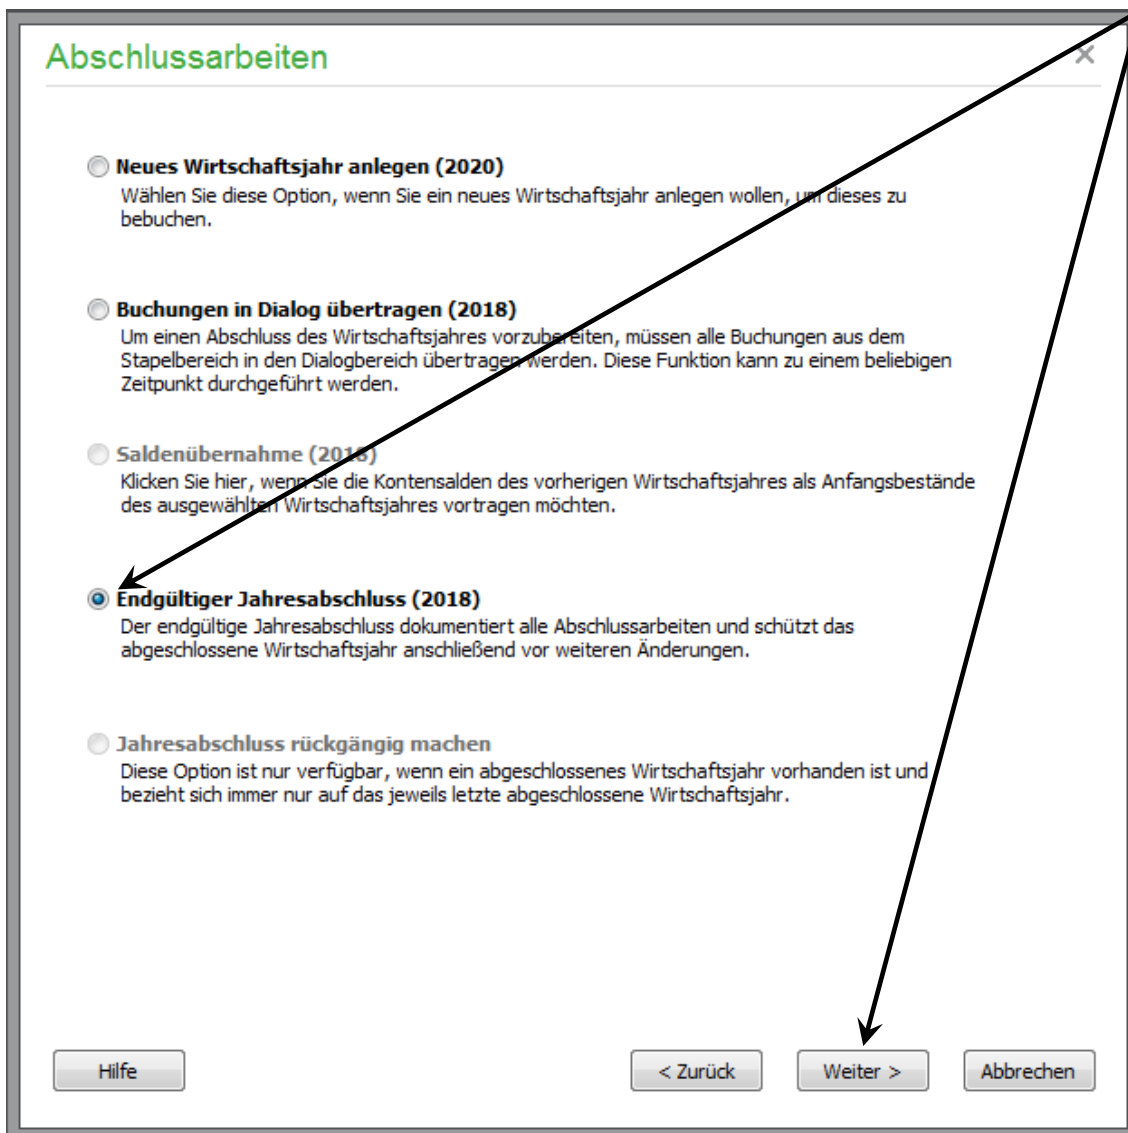 Abschlussarbeiten
Neues Wirtschaftsjahr anlegen (2020)
Wählen Sie diese Option, wenn Sie ein neues Wirtschaftsjahr anlegen wollen, um dieses zu
bebuchen.
Buchungen in Dialog übertragen (2018)
Um einen Abschluss des Wirtschaftsjahres vorzubereiten, müssen alle Buchungen aus dem
Stapelbereich in den Dialogbereich übertragen werden. Diese Funktion kann zu einem beliebigen
Zeitpunkt durchgeführt werden.
Saldenübernahme (2018)
Klicken Sie hier, wenn Sie die Kontensalden des vorherigen Wirtschaftsjahres als Anfangsbestände
des ausgewählten Wirtschaftsjahres vortragen möchten.
Endgültiger Jahresabschluss (2018)
Der endgültige Jahresabschluss dokumentiert alle Abschlussarbeiten und schützt das
abgeschlossene Wirtschaftsjahr anschließend vor weiteren Änderungen.
Jahresabschluss rückgängig machen
Diese Option ist nur verfügbar, wenn ein abgeschlossenes Wirtschaftsjahr vorhanden ist und
bezieht sich immer nur auf das jeweils letzte abgeschlossene Wirtschaftsjahr.
Hilfe
< Zurück
Weiter >
Abbrechen